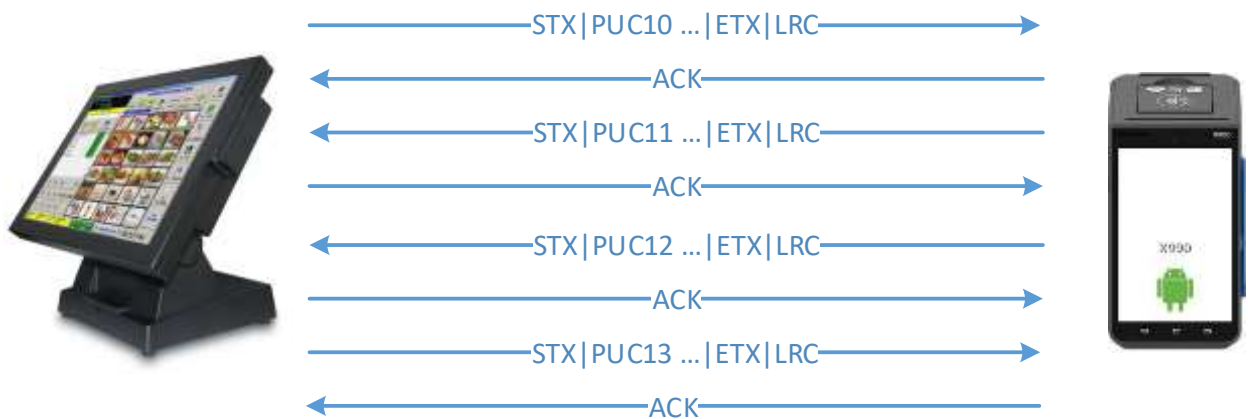 STX|PUC10 ...|ETX|LRC
ACK
STX|PUC11 ...|ETX|LRC
ACK
STX|PUC12 ...|ETX|LRC
ACK
STX|PUC13 ...|ETX|LRC
ACK
X990